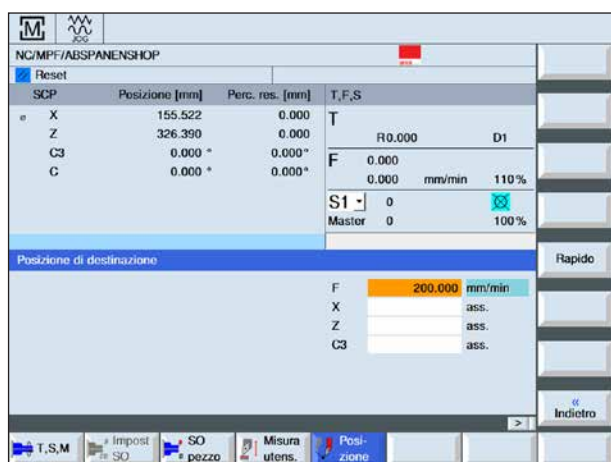 M
JOG
NC/MPF/ABSPANENSHOP
Reset
SCP Posizione [mm] Perc. res. [mm] T,F,S
ø X 155.522 0.000
Z 326.390 0.000
C3 0.000 ° 0.000°
C 0.000 ° 0.000°
T
R0.000 D1
F 0.000
0.000 mm/min 110%
S1 0
Master 0 100%
Posizione di destinazione
Rapido
F 200.000 mm/min
X ass.
Z ass.
C3 ass.
«
Indietro
>
T,S,M
Impost
SO
SO
pezzo
Misura
utens.
Posi-
zione